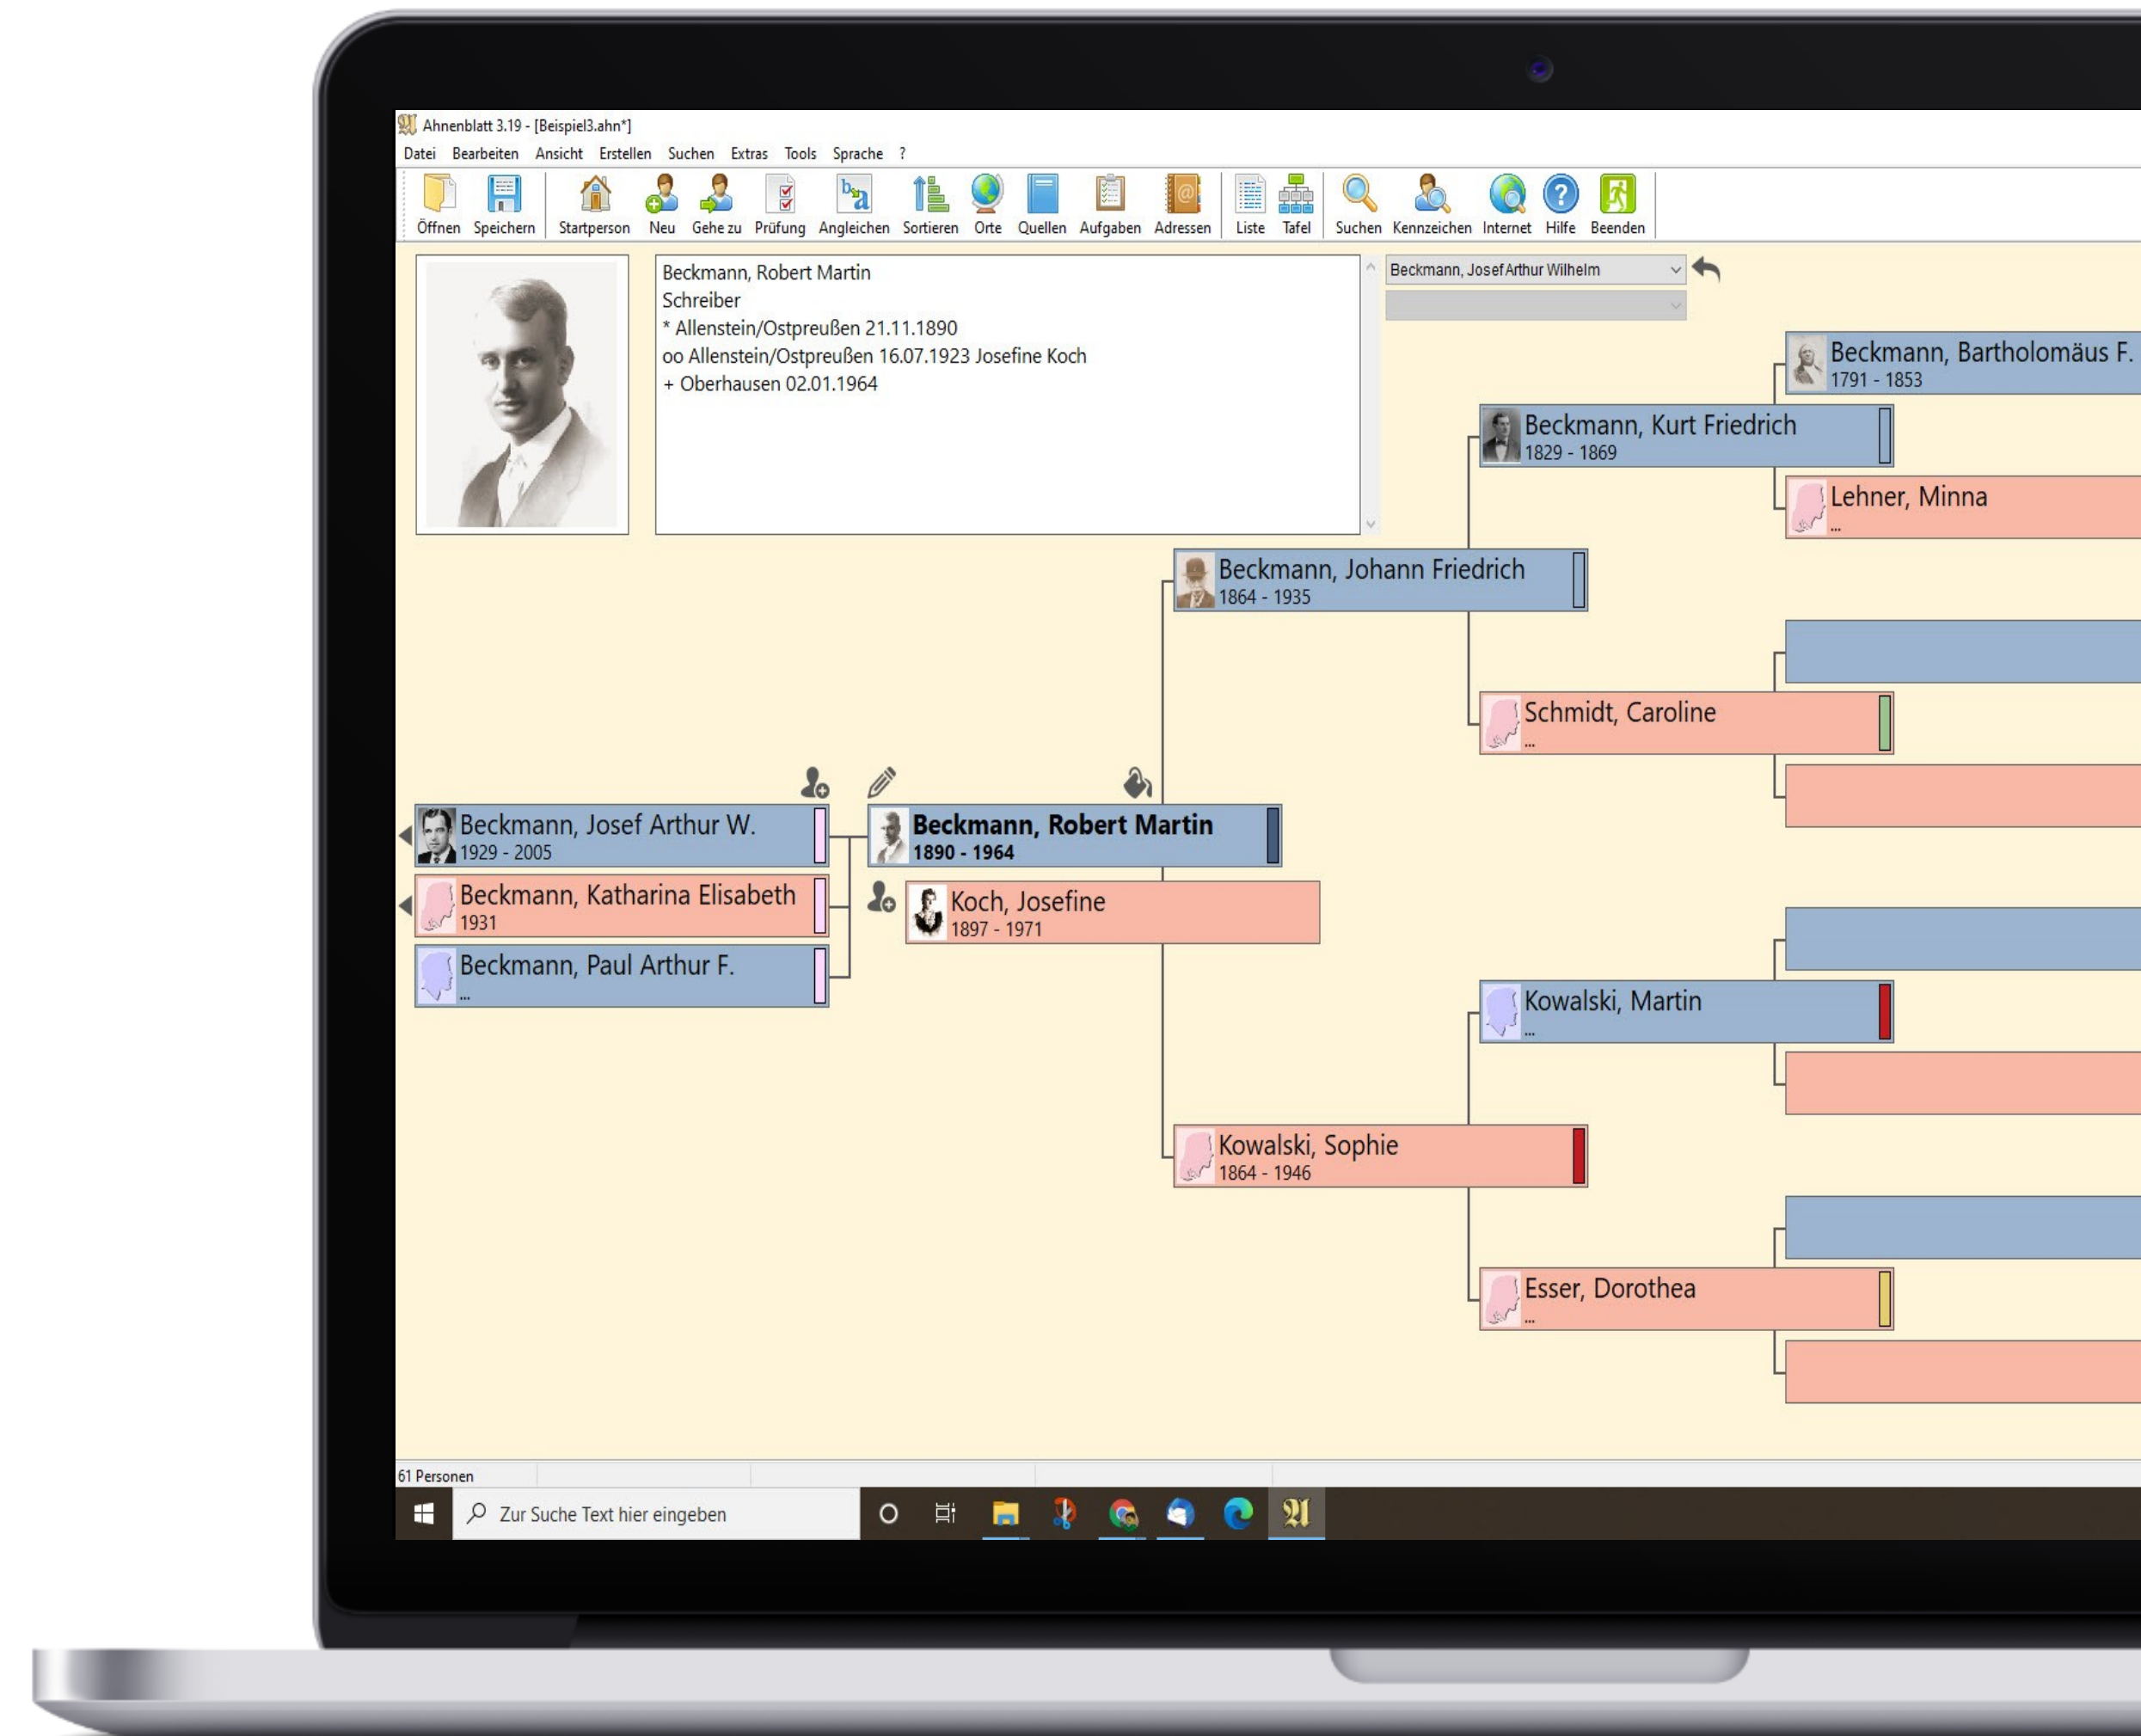 Ahnenblatt 3.19 - [Beispiel3.ahn*]
Datei Bearbeiten Ansicht Erstellen Suchen Extras Tools Sprache ?
Öffnen Speichern Startperson Neu Gehe zu Prüfung Angleichen Sortieren Orte Quellen Aufgaben Adressen Liste Tafel Suchen Kennzeichen Internet Hilfe Beenden
Beckmann, Robert Martin
Schreiber
* Allenstein/Ostpreußen 21.11.1890
oo Allenstein/Ostpreußen 16.07.1923 Josefine Koch
+ Oberhausen 02.01.1964
Beckmann, Josef Arthur Wilhelm
Beckmann, Bartholomäus F.
1791 - 1853
Beckmann, Kurt Friedrich
1829 - 1869
Lehner, Minna
...
Beckmann, Johann Friedrich
1864 - 1935
Schmidt, Caroline
...
Beckmann, Josef Arthur W.
1929 - 2005
Beckmann, Robert Martin
1890 - 1964
Beckmann, Katharina Elisabeth
1931
Koch, Josefine
1897 - 1971
Beckmann, Paul Arthur F.
...
Kowalski, Martin
...
Kowalski, Sophie
1864 - 1946
Esser, Dorothea
...
61 Personen
Zur Suche Text hier eingeben